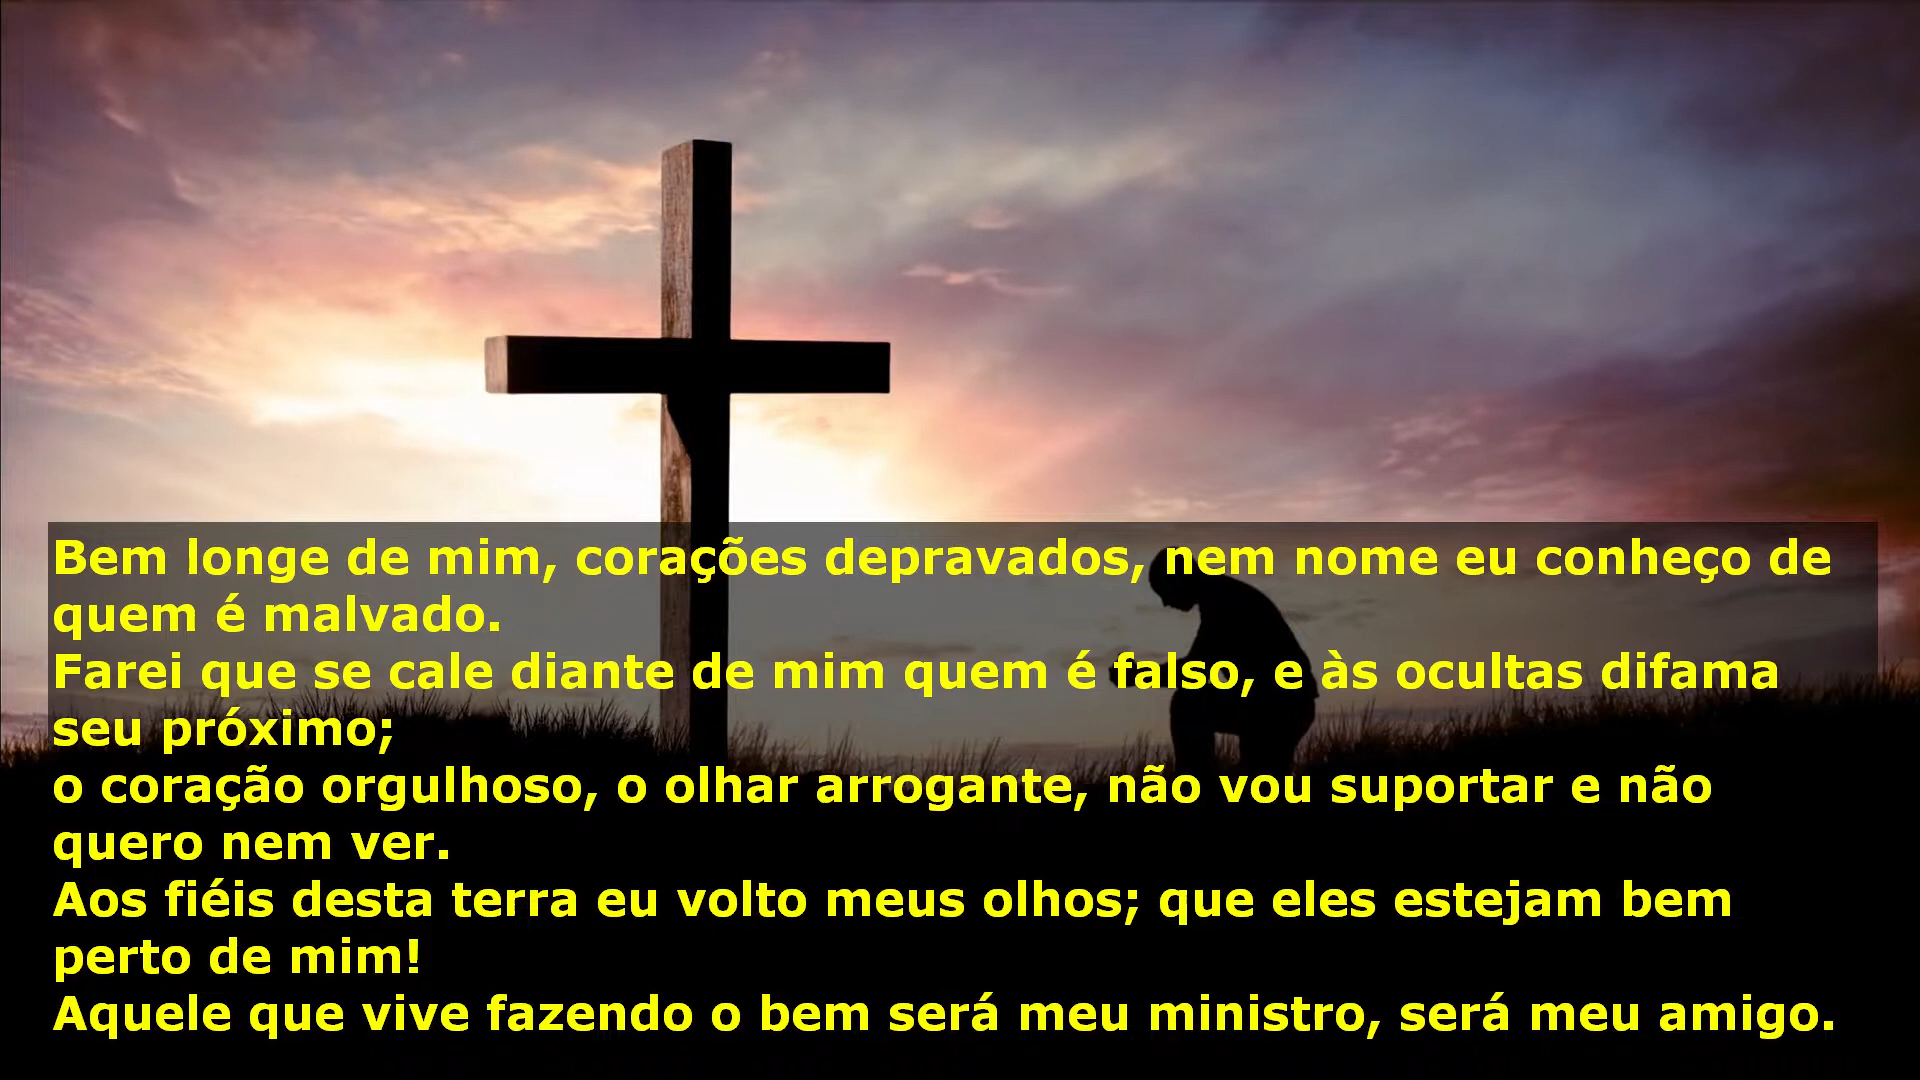 Bem longe de mim, corações depravados, nem nome eu conheço de
quem é malvado.
Farei que se cale diante de mim quem é falso, e às ocultas difama
seu próximo;
o coração orgulhoso, o olhar arrogante, não vou suportar e não
quero nem ver.
Aos fiéis desta terra eu volto meus olhos; que eles estejam bem
perto de mim!
Aquele que vive fazendo o bem será meu ministro, será meu amigo.